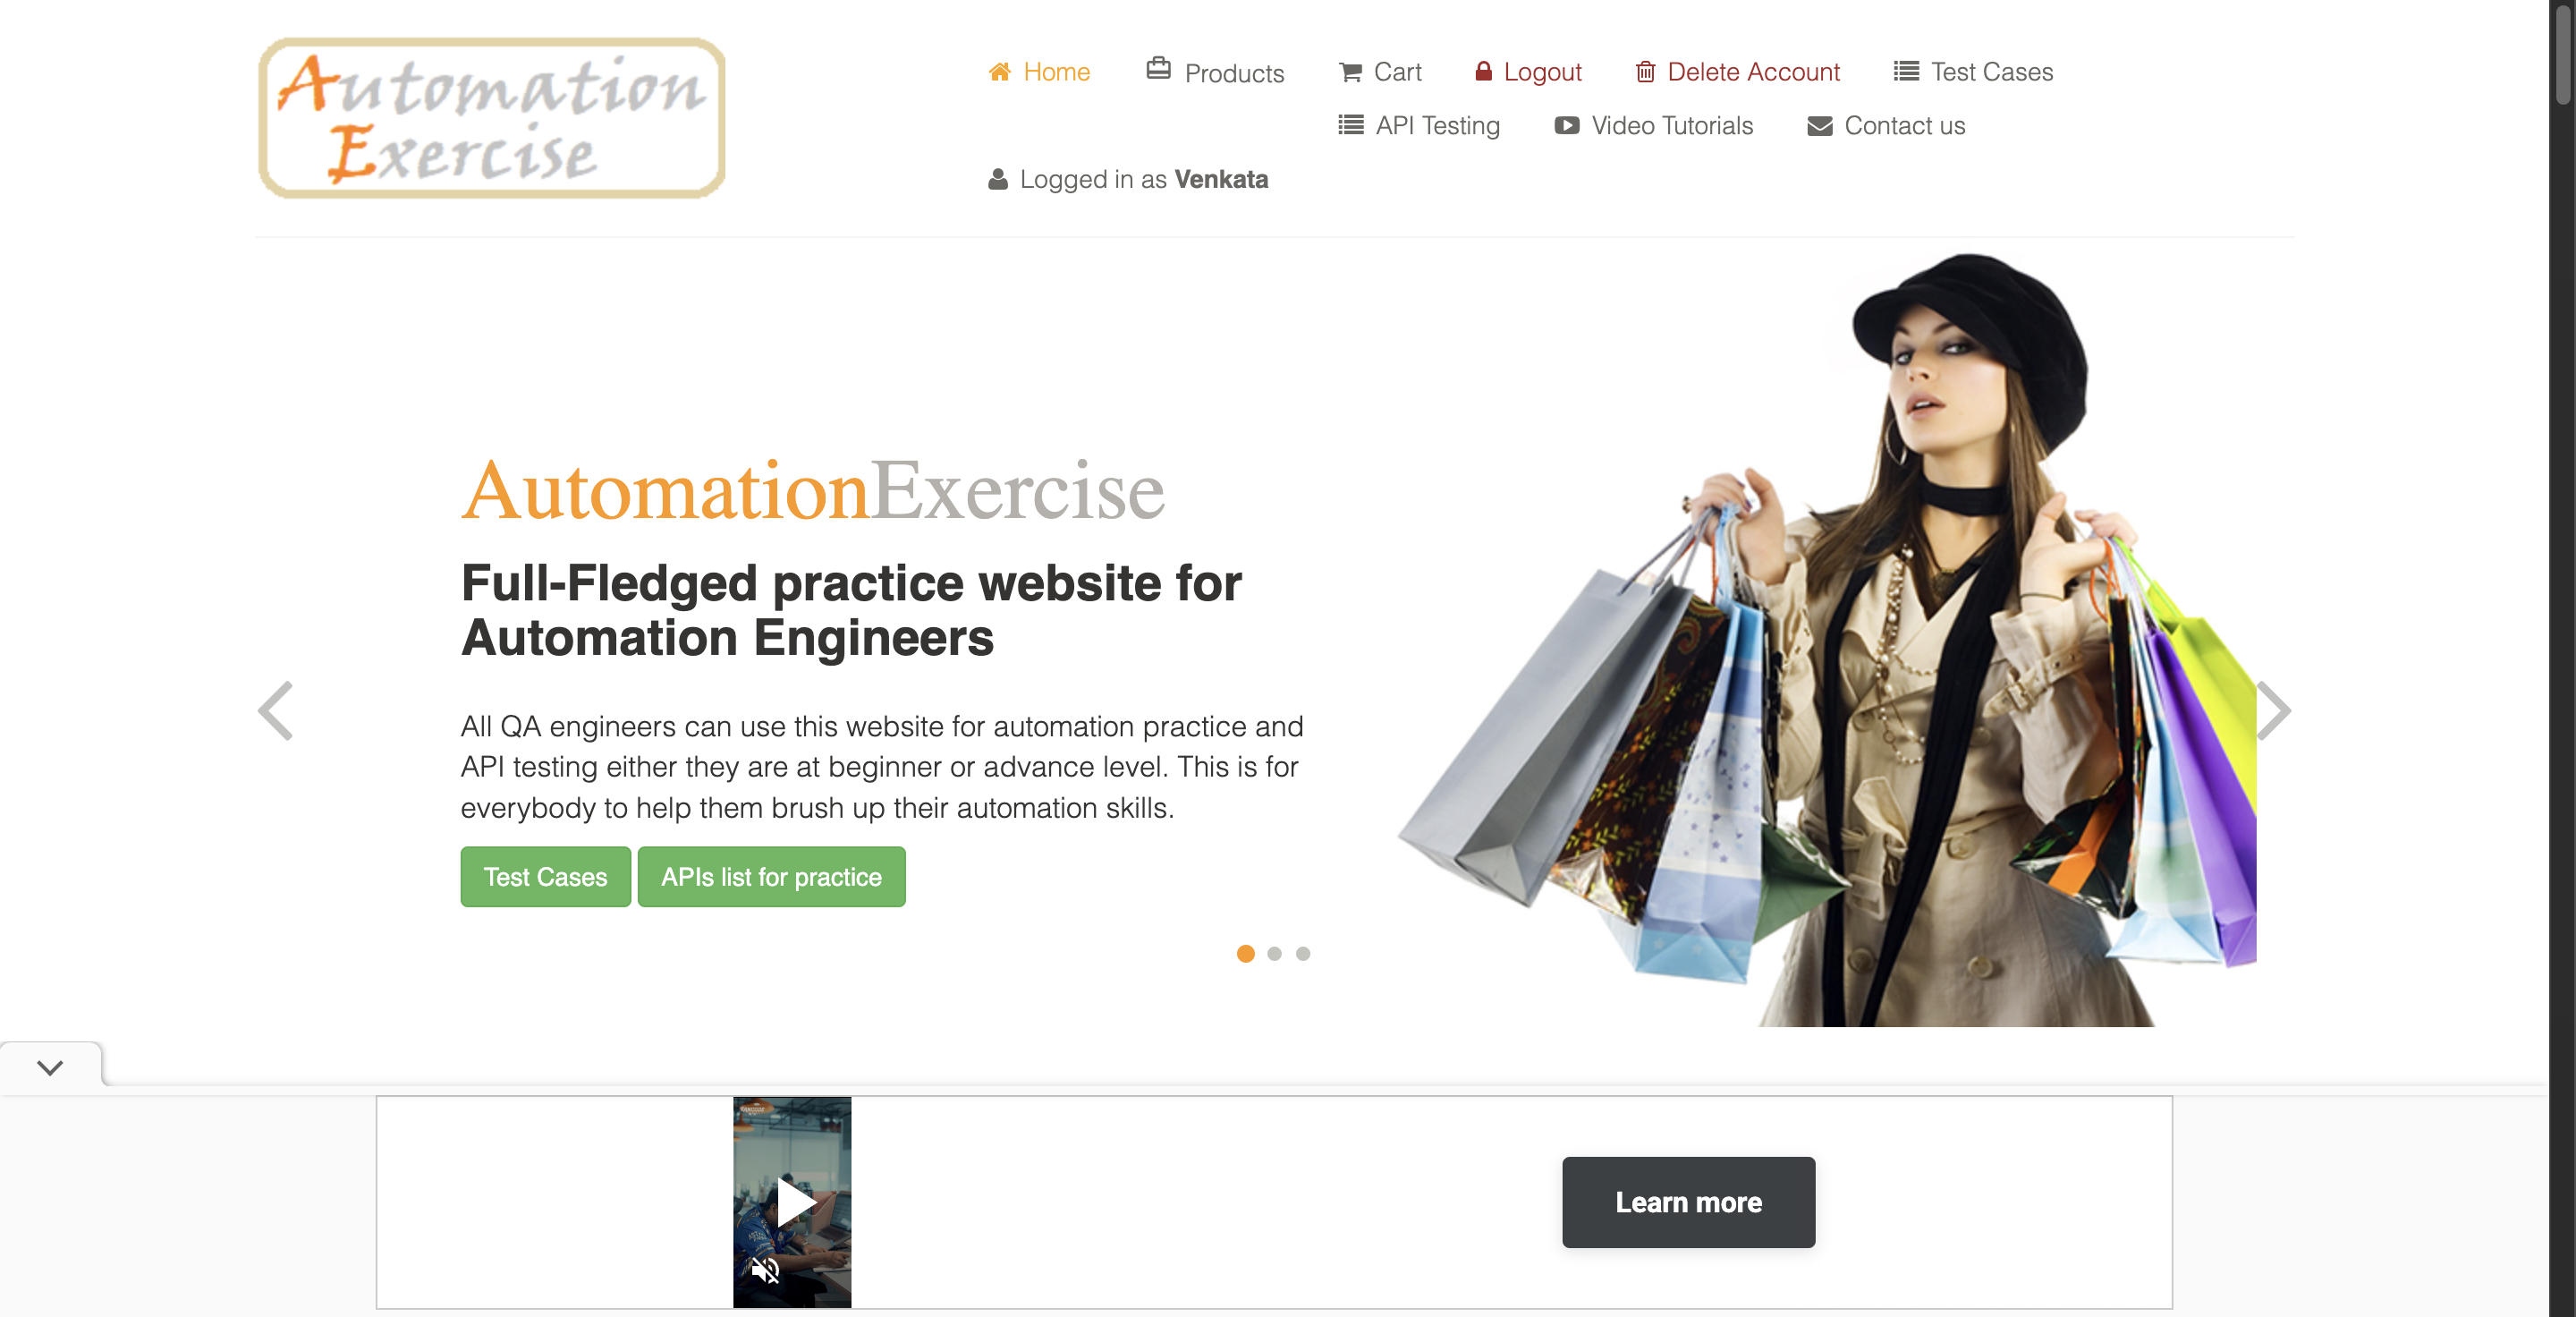 Automation
Exercise
Home
Products
Cart
Logout
Delete Account
Test Cases
API Testing
Video Tutorials
Contact us
Logged in as Venkata
AutomationExercise
Full-Fledged practice website for
Automation Engineers
All QA engineers can use this website for automation practice and
API testing either they are at beginner or advance level. This is for
everybody to help them brush up their automation skills.
Test Cases
APIs list for practice
Learn more